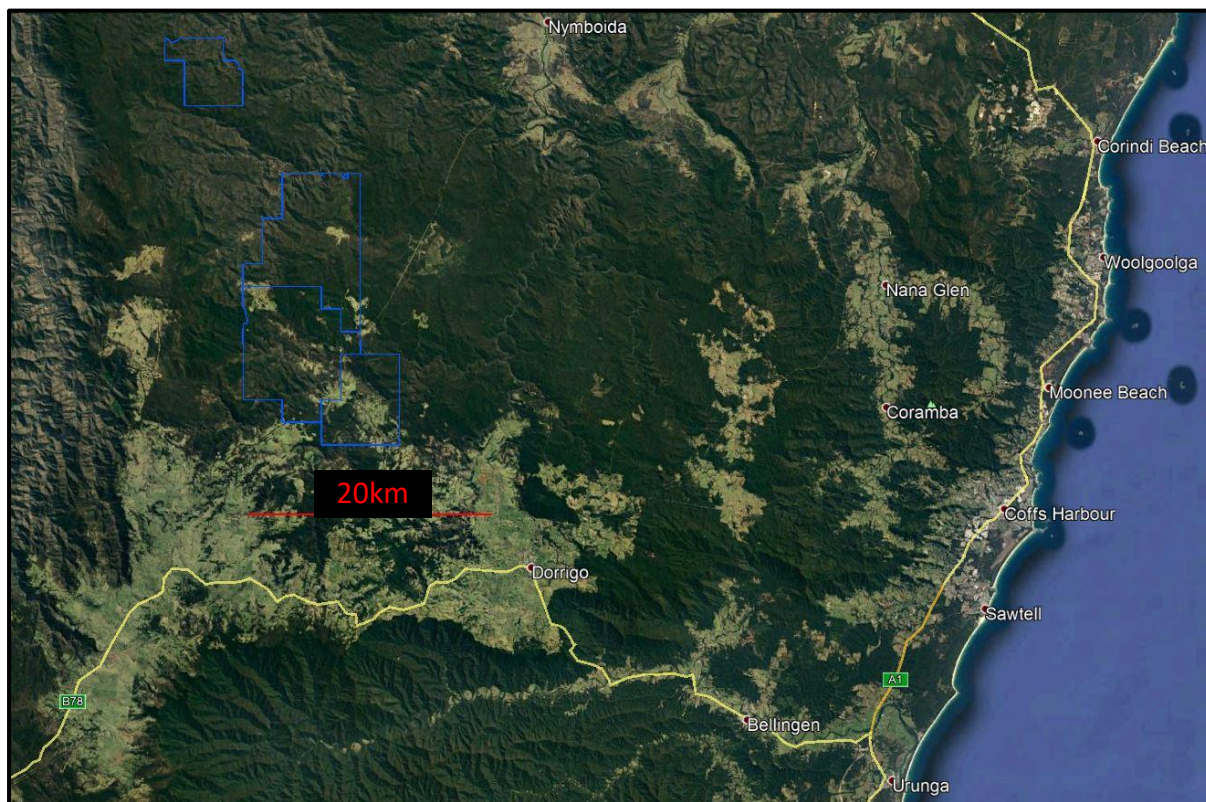 Nymboida
Corindi Beach
Woolgoolga
Nana Glen
Moonee Beach
Coramba
20km
Coffs Harbour
Dorrigo
Sawtell
A1
B78
Bellingen
Urunga